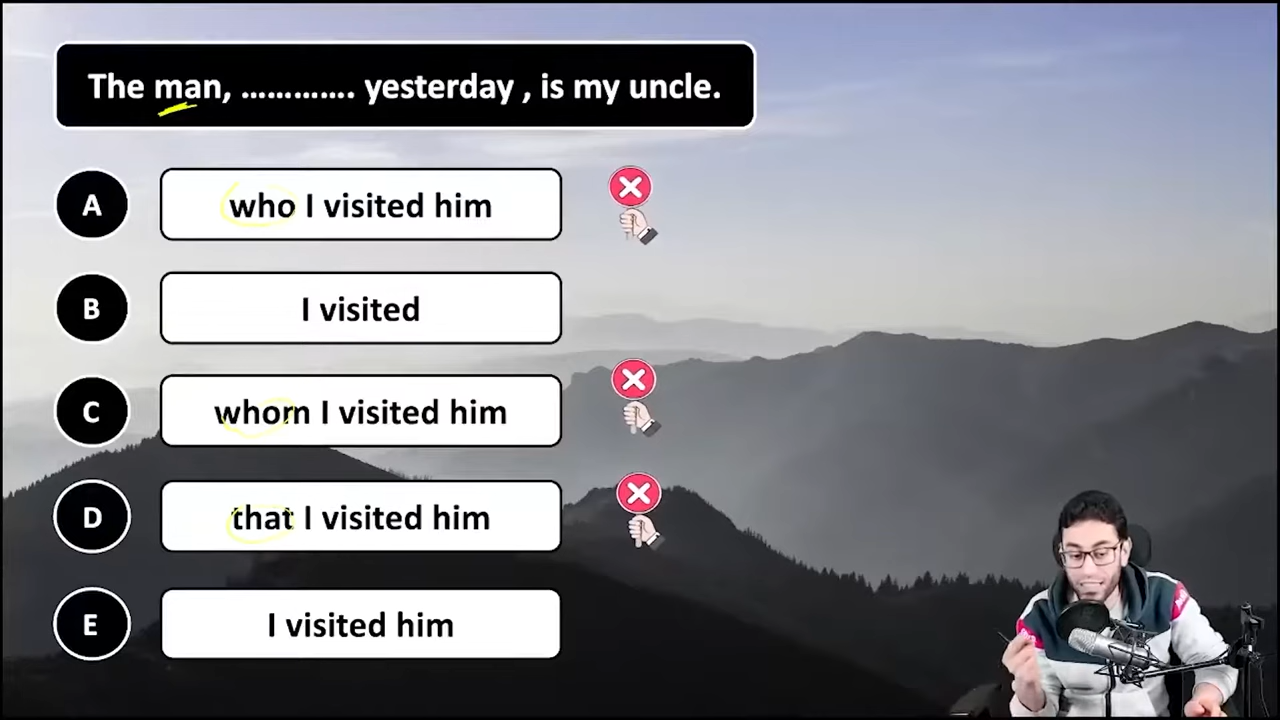 The man, …………. yesterday , is my uncle.
A
who I visited him
B
I visited
C
whom I visited him
D
that I visited him
E
I visited him